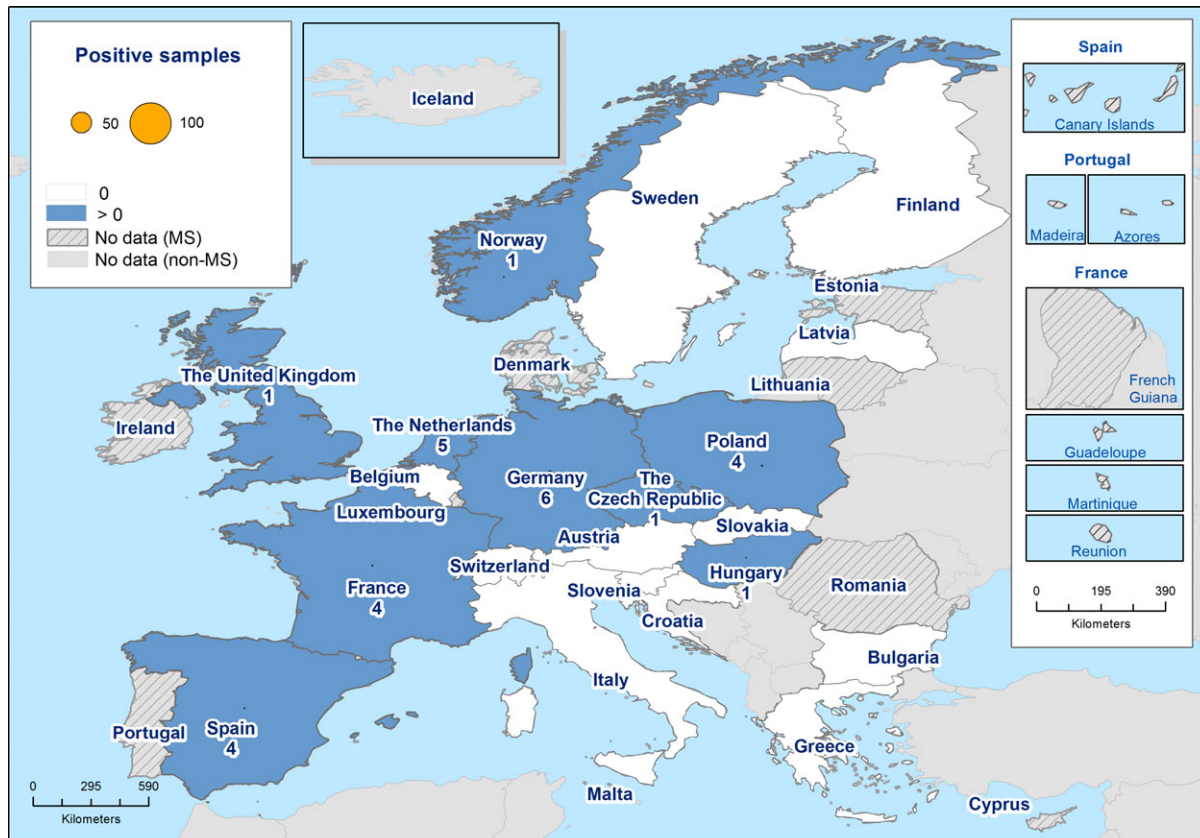 Positive samples
50
100
0
> 0
No data (MS)
No data (non-MS)
Iceland
Spain
Canary Islands
Portugal
Madeira
Azores
France
French
Guiana
Guadeloupe
Martinique
Reunion
0 195 390
Kilometers
Sweden
Finland
Norway
1
Estonia
Latvia
Lithuania
Denmark
The United Kingdom
1
Ireland
The Netherlands
5
Belgium
Luxembourg
Germany
6
Poland
4
The
Czech Republic
1
Slovakia
Austria
Switzerland
Hungary
1
Slovenia
Croatia
Romania
Bulgaria
France
4
Italy
Portugal
Spain
4
Greece
Malta
Cyprus
0 295 590
Kilometers